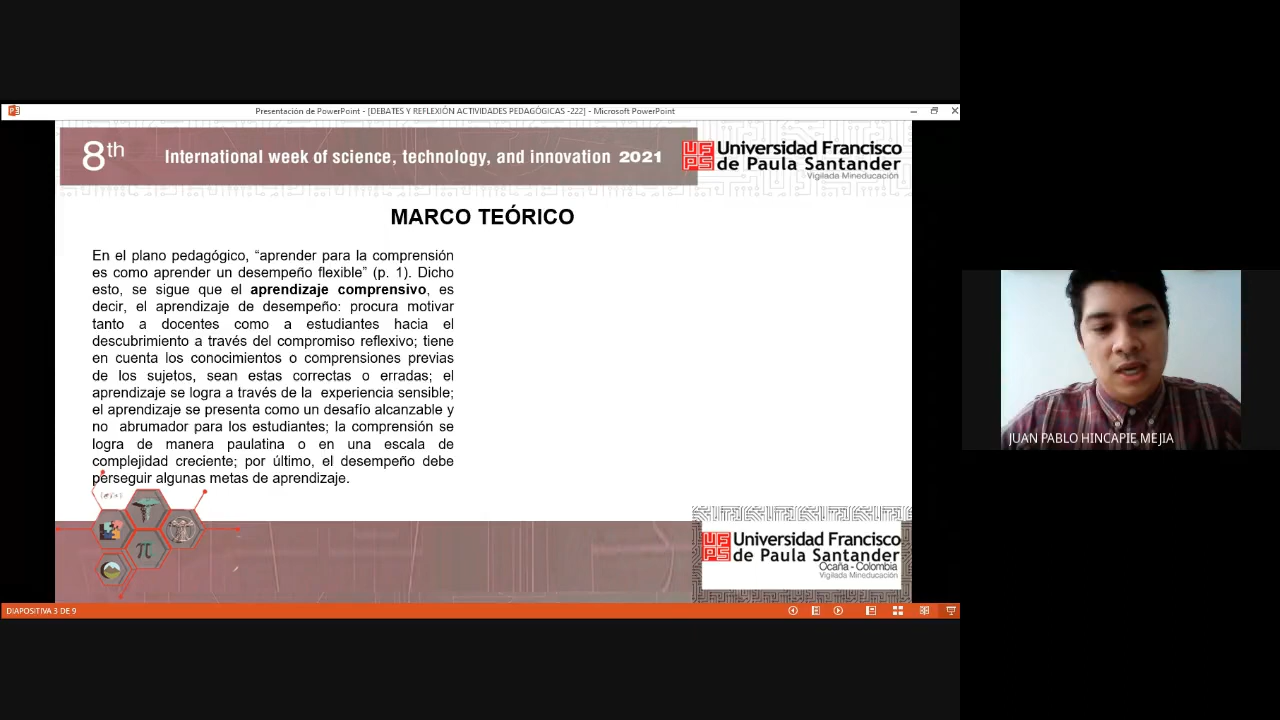 Presentación de PowerPoint - [DEBATES Y REFLEXIÓN ACTIVIDADES PEDAGÓGICAS -222] - Microsoft PowerPoint
8th
International week of science, technology, and innovation 2021
UFPS
Universidad Francisco
de Paula Santander
Vigilada Mineducación
MARCO TEÓRICO
En el plano pedagógico, “aprender para la comprensión
es como aprender un desempeño flexible” (p. 1). Dicho
esto, se sigue que el aprendizaje comprensivo, es
decir, el aprendizaje de desempeño: procura motivar
tanto a docentes como a estudiantes hacia el
descubrimiento a través del compromiso reflexivo; tiene
en cuenta los conocimientos o comprensiones previas
de los sujetos, sean estas correctas o erradas; el
aprendizaje se logra a través de la experiencia sensible;
el aprendizaje se presenta como un desafío alcanzable y
no abrumador para los estudiantes; la comprensión se
logra de manera paulatina o en una escala de
complejidad creciente; por último, el desempeño debe
perseguir algunas metas de aprendizaje.
π
UFPS
Universidad Francisco
de Paula Santander
Ocaña - Colombia
Vigilada Mineducación
DIAPOSITIVA 3 DE 9
JUAN PABLO HINCAPIE MEJIA